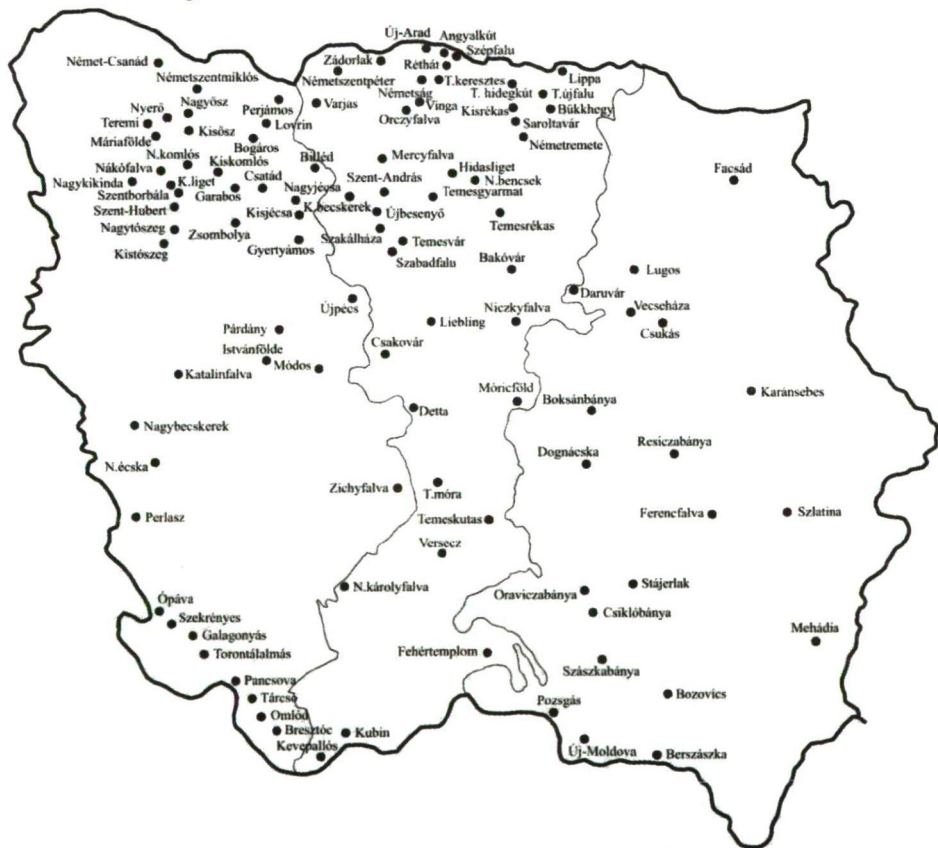 Új-Arad
Angyalkút
Szépfalu
Zádorlak
Réthát
Német-Csanád
Németszentpéter
T.keresztes
Lippa
Németszentmiklós
Németság
T. hidegkút
T.újfalu
Nyerő
Nagyősz
Perjámos
Varjas
Vinga
Kisrékas
Bükkhegy
Teremi
Orczyfalva
Saroltavár
Máriafölde
Kisősz
Lovrin
Németremete
Bogáros
N.komlós
Kiskomlós
Billéd
Mercyfalva
Hidasliget
Facsád
Nákófalva
Csatád
Szent-András
N.bencsek
Nagykikinda
K.liget
Nagyjécsa
Temesgyarmat
Szentborbála
Garabos
K.becskerek
Szent-Hubert
Kisjécsa
Újbesenyő
Temesrékas
Nagytószeg
Zsombolya
Szakálháza
Temesvár
Kistószeg
Gyertyámos
Szabadfalu
Bakóvár
Lugos
Daruvár
Újpécs
Niczkyfalva
Vecseháza
Liebling
Csukás
Párdány
Istvánfölde
Csakovár
Módos
Katalinfalva
Móricföld
Karánsebes
Detta
Boksánbánya
Nagybecskerek
Resiczabánya
Dognácska
N.écska
Zichyfalva
T.móra
Perlasz
Temeskutas
Ferencfalva
Szlatina
Versecz
N.károlyfalva
Stájerlak
Oraviczabánya
Ópáva
Csiklóbánya
Szekrényes
Galagonyás
Mehádia
Torontálalmás
Fehértemplom
Szászkabánya
Pancsova
Bozovics
Tárcsó
Pozsgás
Omlód
Bresztóc
Kubin
Kevepallós
Új-Moldova
Berszászka